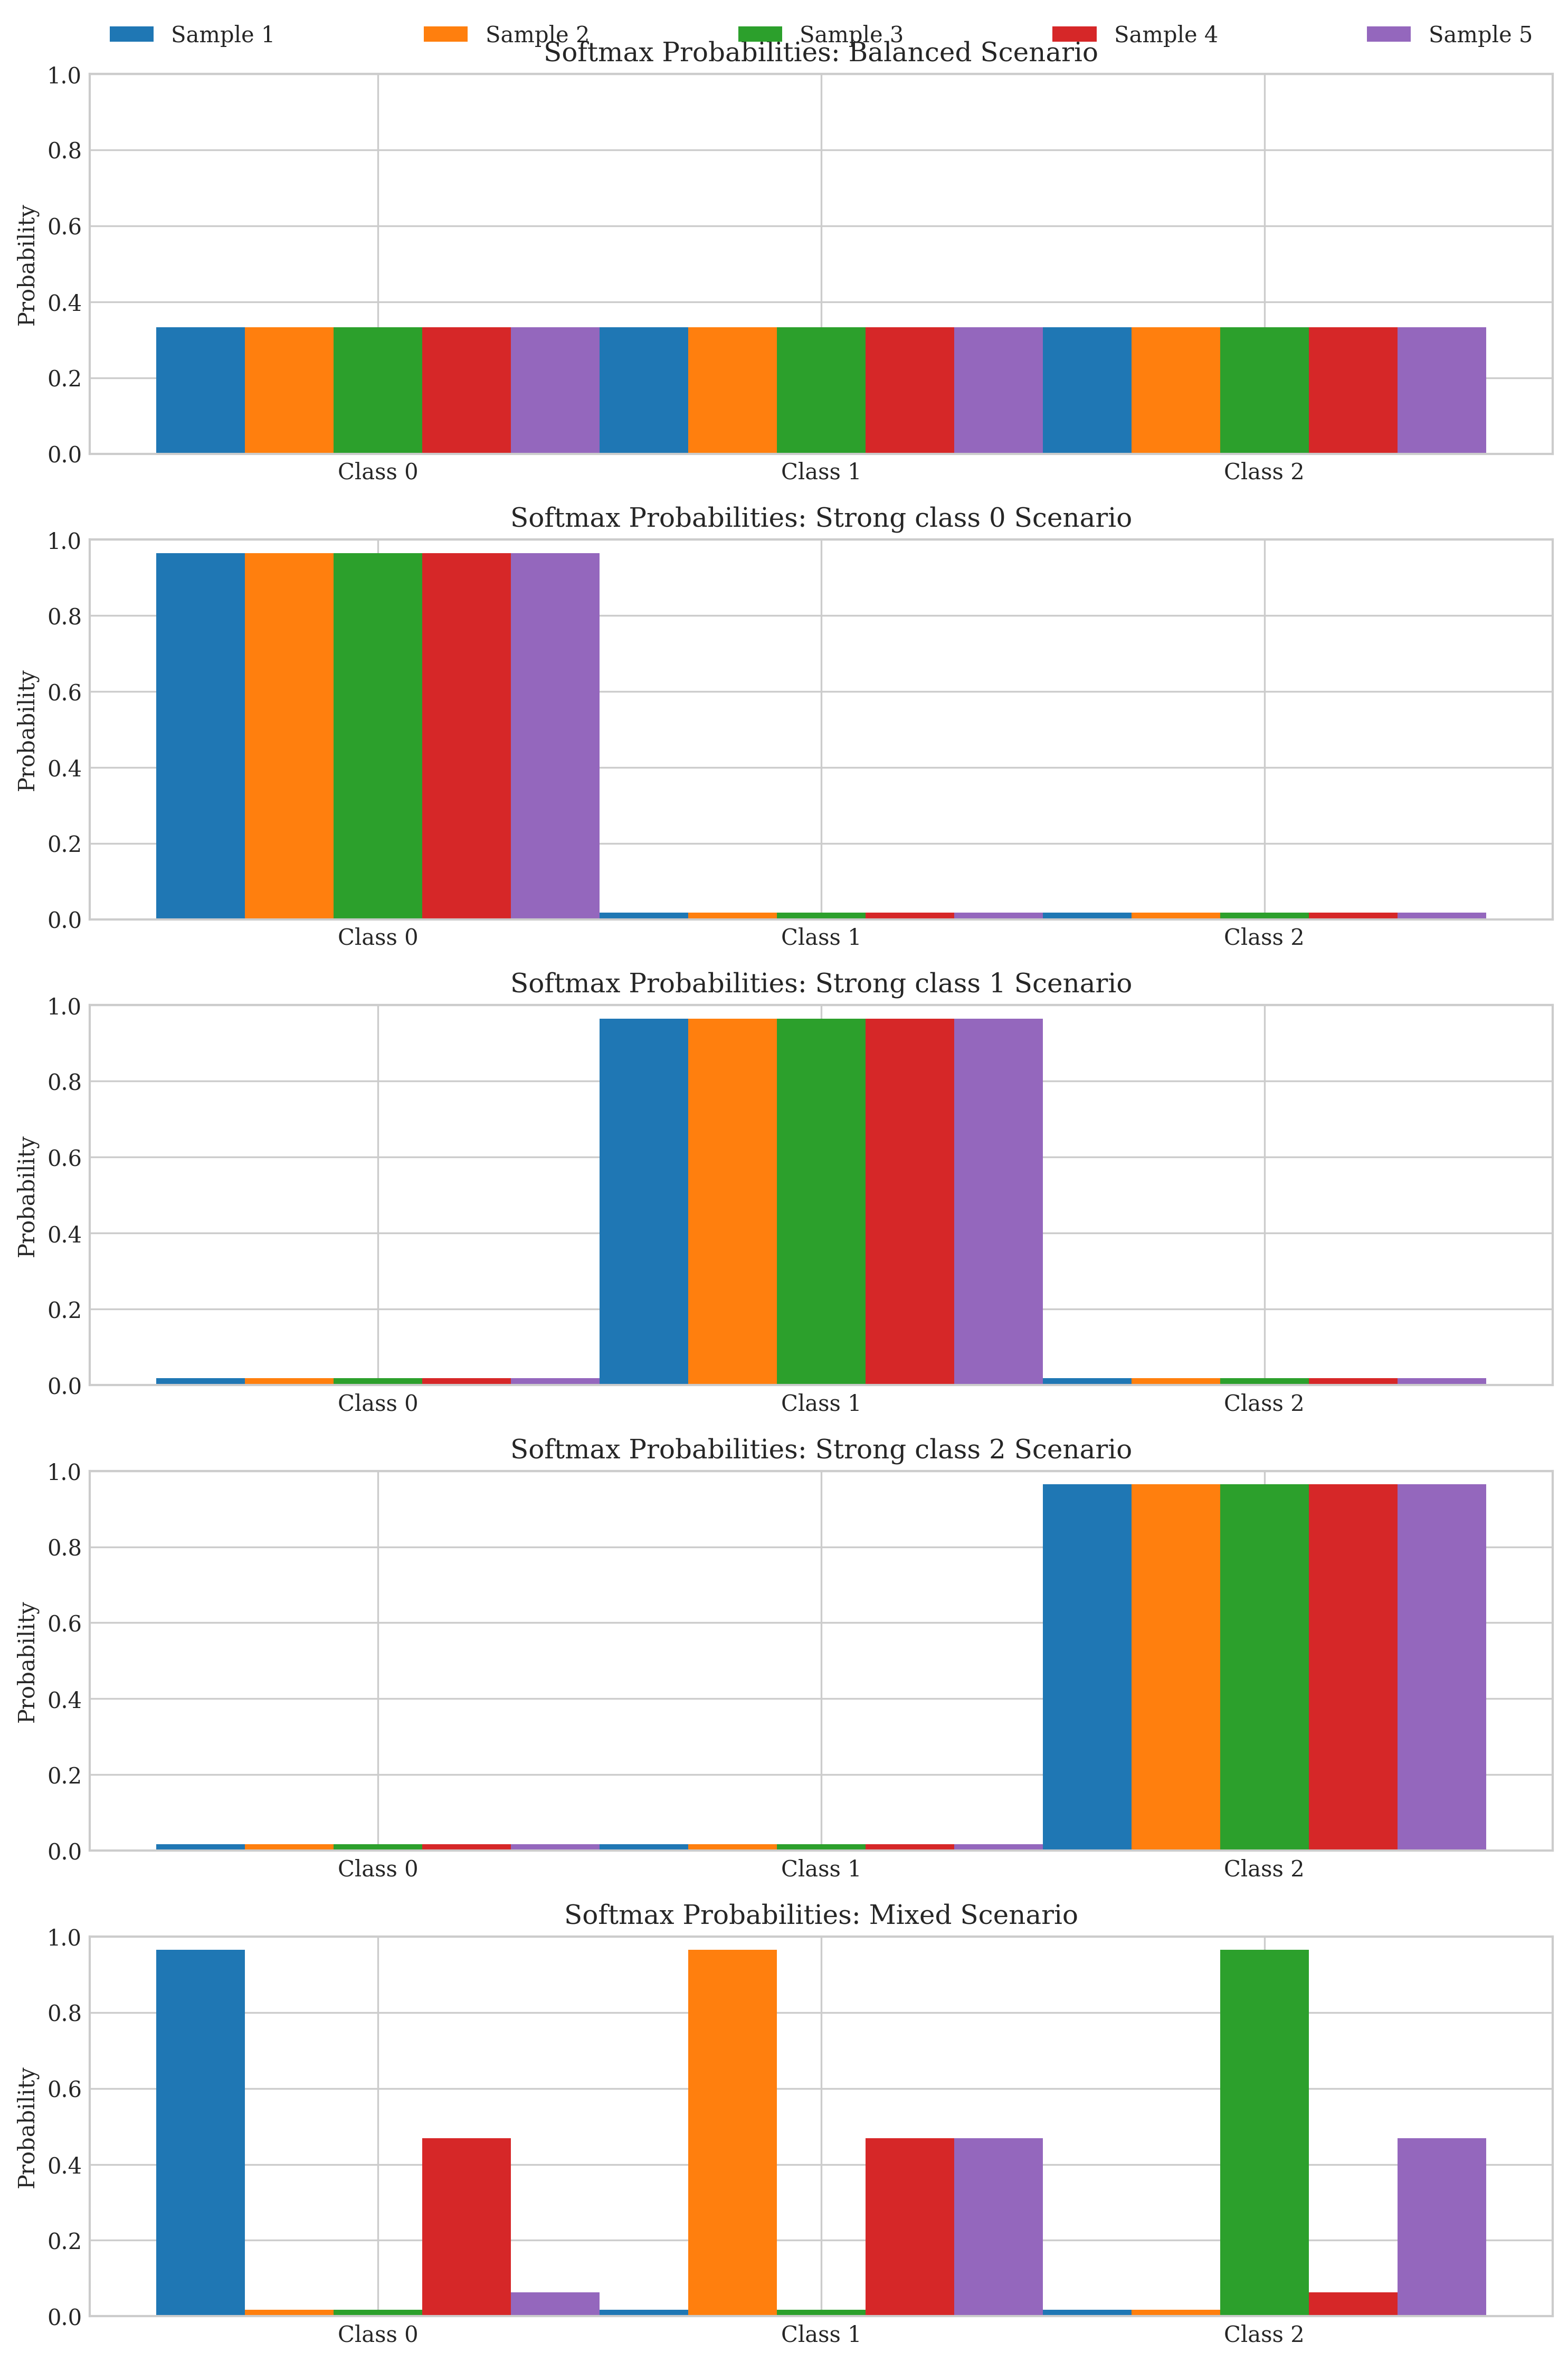 Sample 1 Sample 2 Sample 3 Sample 4 Sample 5
Softmax Probabilities: Balanced Scenario
Probability
1.0
0.8
0.6
0.4
0.2
0.0
Class 0 Class 1 Class 2
Softmax Probabilities: Strong class 0 Scenario
Probability
1.0
0.8
0.6
0.4
0.2
0.0
Class 0 Class 1 Class 2
Softmax Probabilities: Strong class 1 Scenario
Probability
1.0
0.8
0.6
0.4
0.2
0.0
Class 0 Class 1 Class 2
Softmax Probabilities: Strong class 2 Scenario
Probability
1.0
0.8
0.6
0.4
0.2
0.0
Class 0 Class 1 Class 2
Softmax Probabilities: Mixed Scenario
Probability
1.0
0.8
0.6
0.4
0.2
0.0
Class 0 Class 1 Class 2